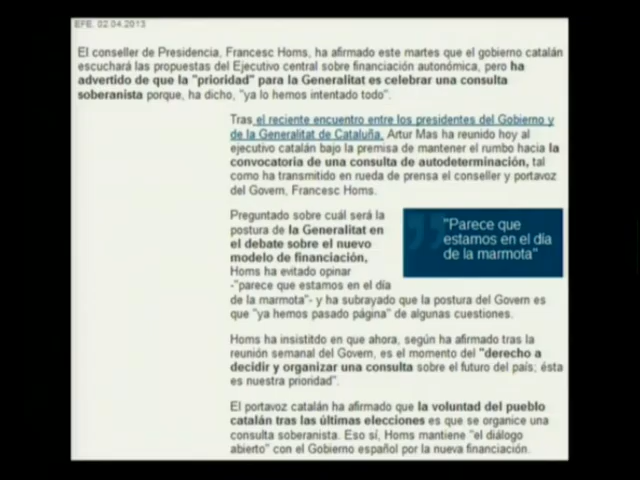 EFE. 02.04.2013
El conseller de Presidencia, Francesc Homs, ha afirmado este martes que el gobierno catalán
escuchará las propuestas del Ejecutivo central sobre financiación autonómica, pero ha
advertido de que la "prioridad" para la Generalitat es celebrar una consulta
soberanista porque, ha dicho, "ya lo hemos intentado todo".
Tras el reciente encuentro entre los presidentes del Gobierno y
de la Generalitat de Cataluña, Artur Mas ha reunido hoy al
ejecutivo catalán bajo la premisa de mantener el rumbo hacia la
convocatoria de una consulta de autodeterminación, tal
como ha transmitido en rueda de prensa el conseller y portavoz
del Govern, Francesc Homs.
Preguntado sobre cuál será la
postura de la Generalitat en
el debate sobre el nuevo
modelo de financiación,
Homs ha evitado opinar
-"parece que estamos en el día
de la marmota"- y ha subrayado que la postura del Govern es
que "ya hemos pasado página" de algunas cuestiones.
"Parece que
estamos en el día
de la marmota"
Homs ha insistitdo en que ahora, según ha afirmado tras la
reunión semanal del Govern, es el momento del "derecho a
decidir y organizar una consulta sobre el futuro del país; ésta
es nuestra prioridad".
El portavoz catalán ha afirmado que la voluntad del pueblo
catalán tras las últimas elecciones es que se organice una
consulta soberanista. Eso sí, Homs mantiene "el diálogo
abierto" con el Gobierno español por la nueva financiación.